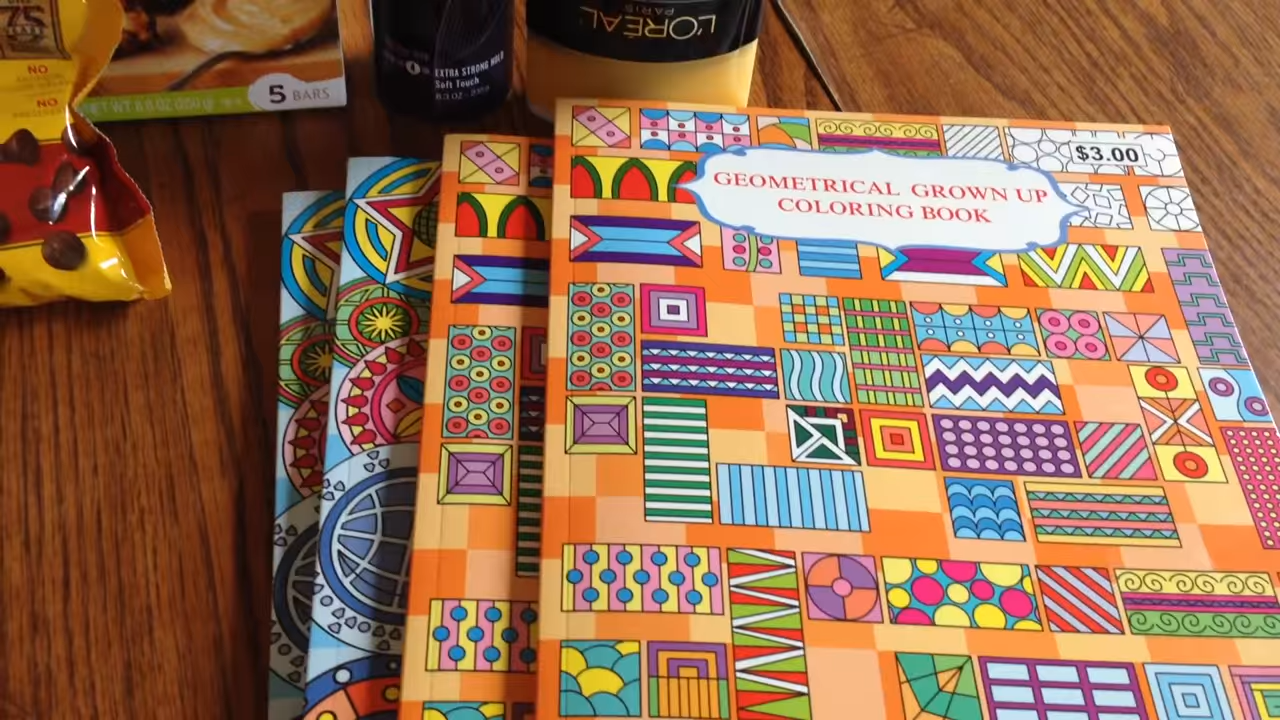 NO
NO
5 BARS
EXTRA STRONG HOLD
Soft Touch
L'ORÉAL
PARIS
$3.00
GEOMETRICAL GROWN UP
COLORING BOOK